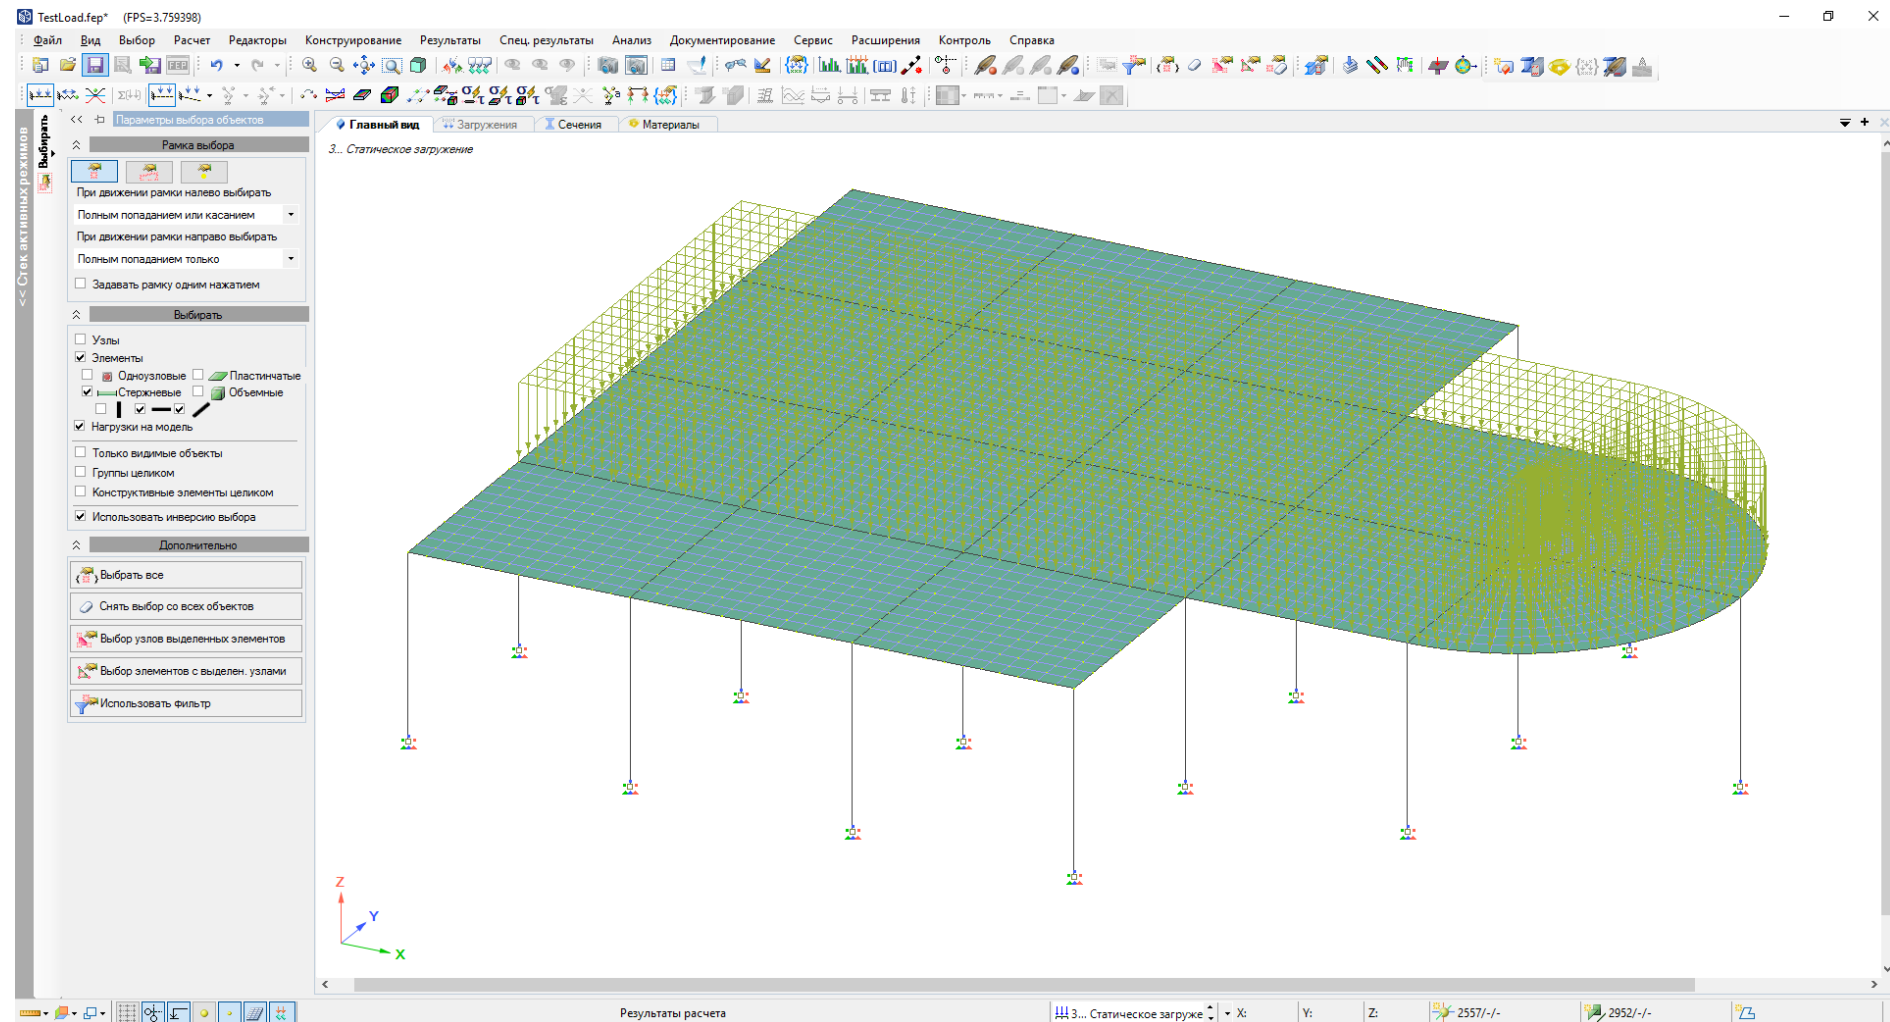 TestLoad.fep* (FPS=3.759398)
Файл Вид Выбор Расчет Редакторы Конструирование Результаты Спец. результаты Анализ Документирование Сервис Расширения Контроль Справка
<< Стек активных режимов
Выбирать
<< Параметры выбора объектов
Главный вид Загружения Сечения Материалы
3... Статическое загружение
Рамка выбора
При движении рамки налево выбирать
Полным попаданием или касанием
При движении рамки направо выбирать
Полным попаданием только
Задавать рамку одним нажатием
Выбирать
Узлы
Элементы
Одноузловые Пластинчатые
Стержневые Объемные
Нагрузки на модель
Только видимые объекты
Группы целиком
Конструктивные элементы целиком
Использовать инверсию выбора
Дополнительно
Выбрать все
Снять выбор со всех объектов
Выбор узлов выделенных элементов
Выбор элементов с выделен. узлами
Использовать фильтр
Z
Y
X
Результаты расчета
3... Статическое загруже
X: Y: Z: 2557/-/- 2952/-/-